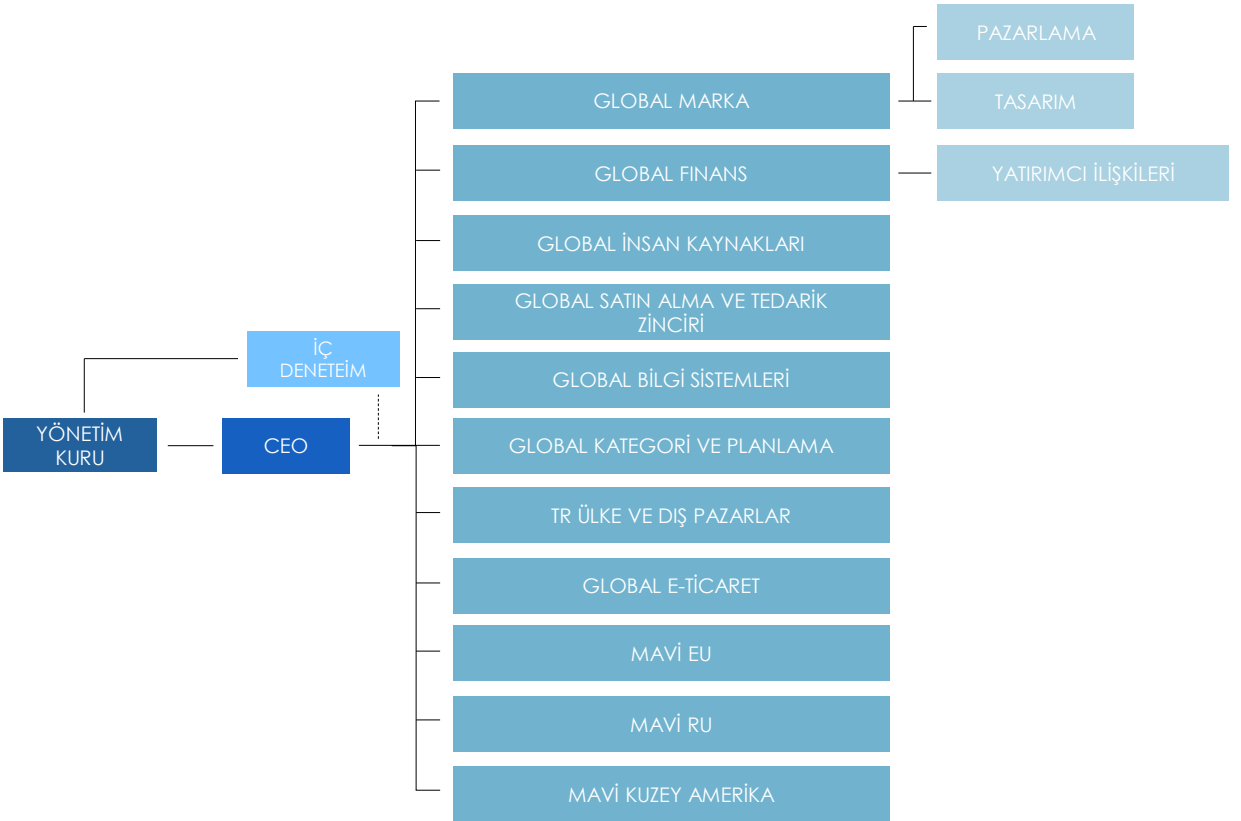 PAZARLAMA
GLOBAL MARKA
TASARIM
GLOBAL FINANS
YATIRIMCI İLİŞKİLERİ
GLOBAL İNSAN KAYNAKLARI
GLOBAL SATIN ALMA VE TEDARİK
ZİNCİRİ
İÇ
DENETEİM
GLOBAL BİLGİ SİSTEMLERİ
YÖNETİM
KURU
CEO
GLOBAL KATEGORİ VE PLANLAMA
TR ÜLKE VE DIŞ PAZARLAR
GLOBAL E-TİCARET
MAVİ EU
MAVİ RU
MAVİ KUZEY AMERİKA